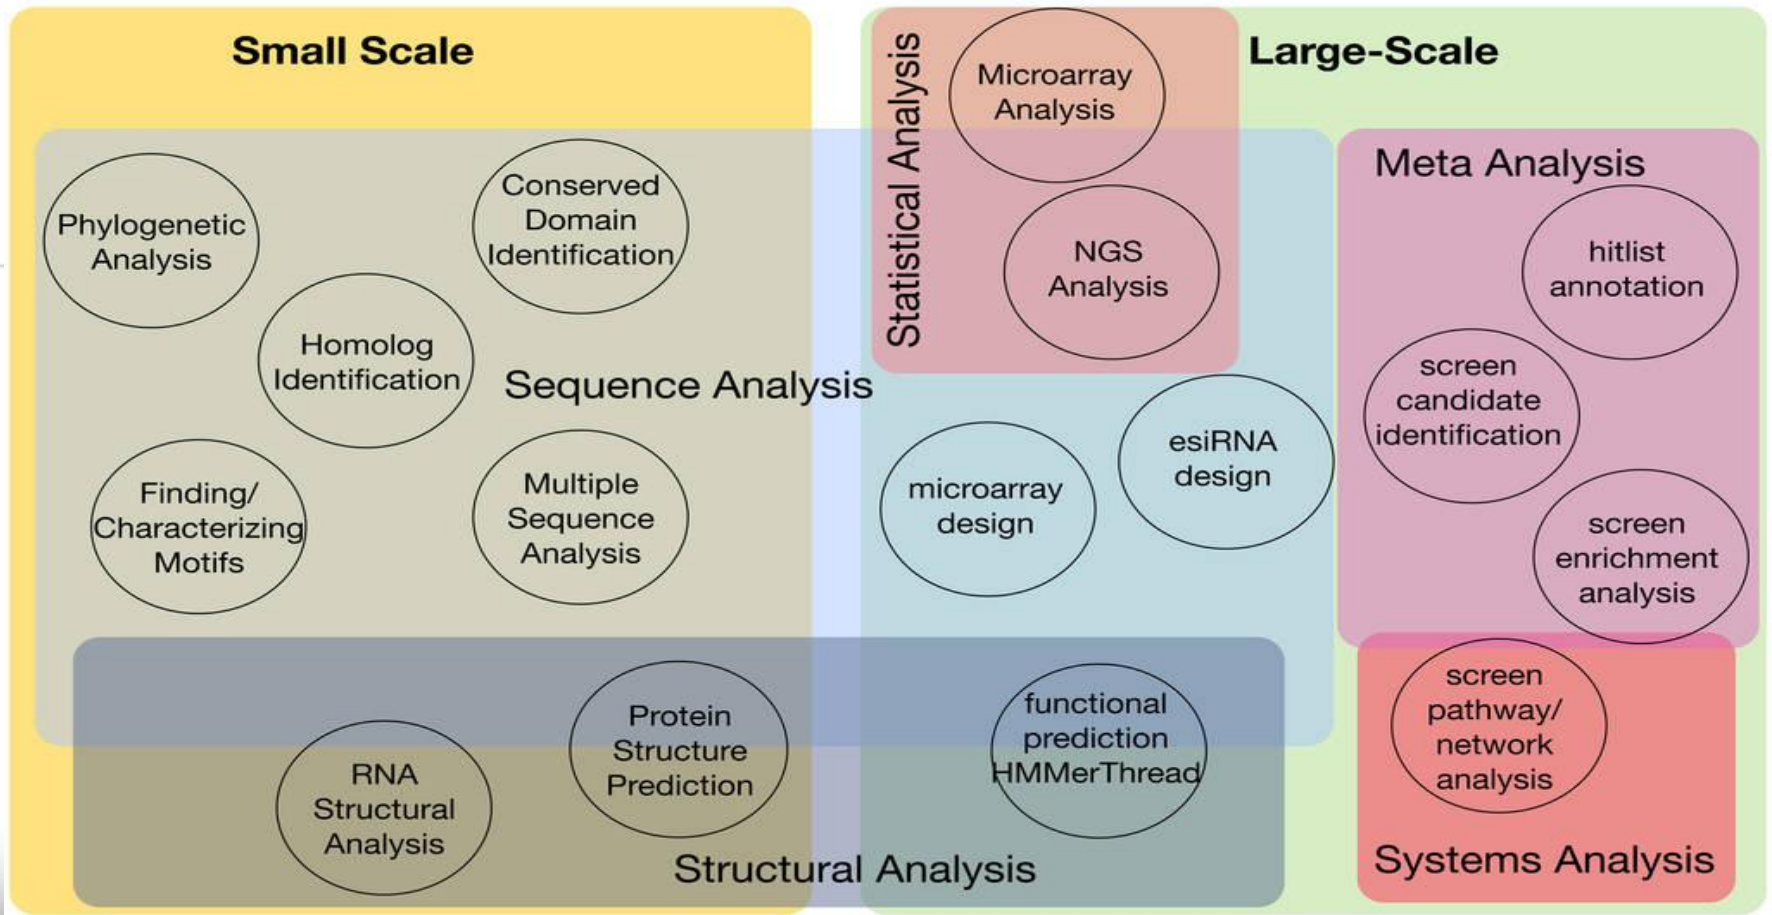 Small Scale
Phylogenetic
Analysis
Conserved
Domain
Identification
Homolog
Identification
Sequence Analysis
Finding/
Characterizing
Motifs
Multiple
Sequence
Analysis
RNA
Structural
Analysis
Protein
Structure
Prediction
Structural Analysis
Large-Scale
Statistical Analysis
Microarray
Analysis
NGS
Analysis
microarray
design
esiRNA
design
functional
prediction
HMMerThread
Meta Analysis
hitlist
annotation
screen
candidate
identification
screen
enrichment
analysis
screen
pathway/
network
analysis
Systems Analysis